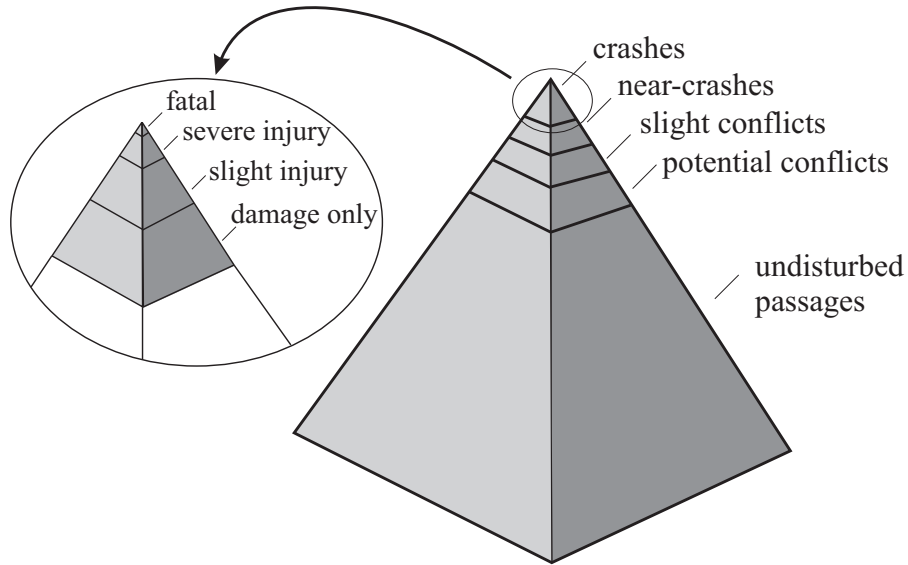 fatal
severe injury
slight injury
damage only
crashes
near-crashes
slight conflicts
potential conflicts
undisturbed
passages